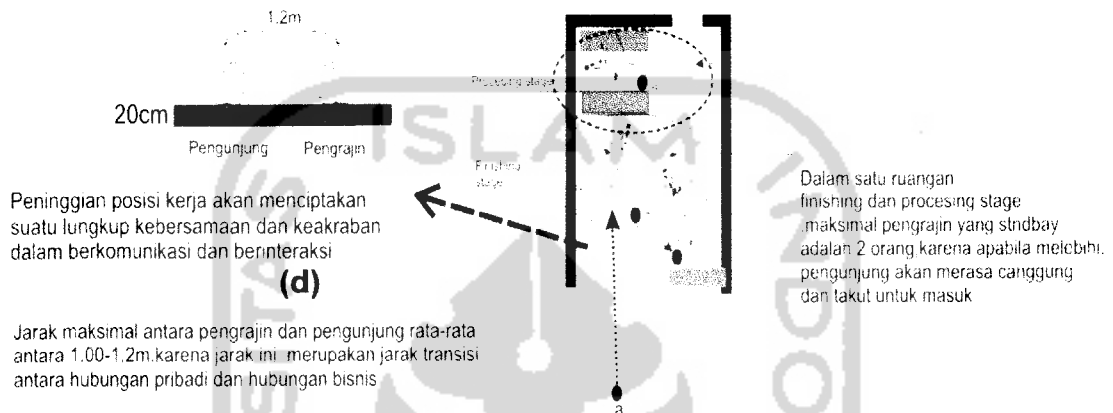 1.2m
20cm
Pengunjung Pengrajin
Peninggian posisi kerja akan menciptakan
suatu lungkup kebersamaan dan keakraban
dalam berkomunikasi dan berinteraksi
(d)
Jarak maksimal antara pengrajin dan pengunjung rata-rata
antara 1.00-1.2m.karena jarak ini merupakan jarak transisi
antara hubungan pribadi dan hubungan bisnis
Procesing stage
Finishing
stage
a
Dalam satu ruangan
finishing dan procesing stage
.maksimal pengrajin yang stndbay
adalah 2 orang.karena apabila melebihi.
pengunjung akan merasa canggung
dan takut untuk masuk
ISLAM